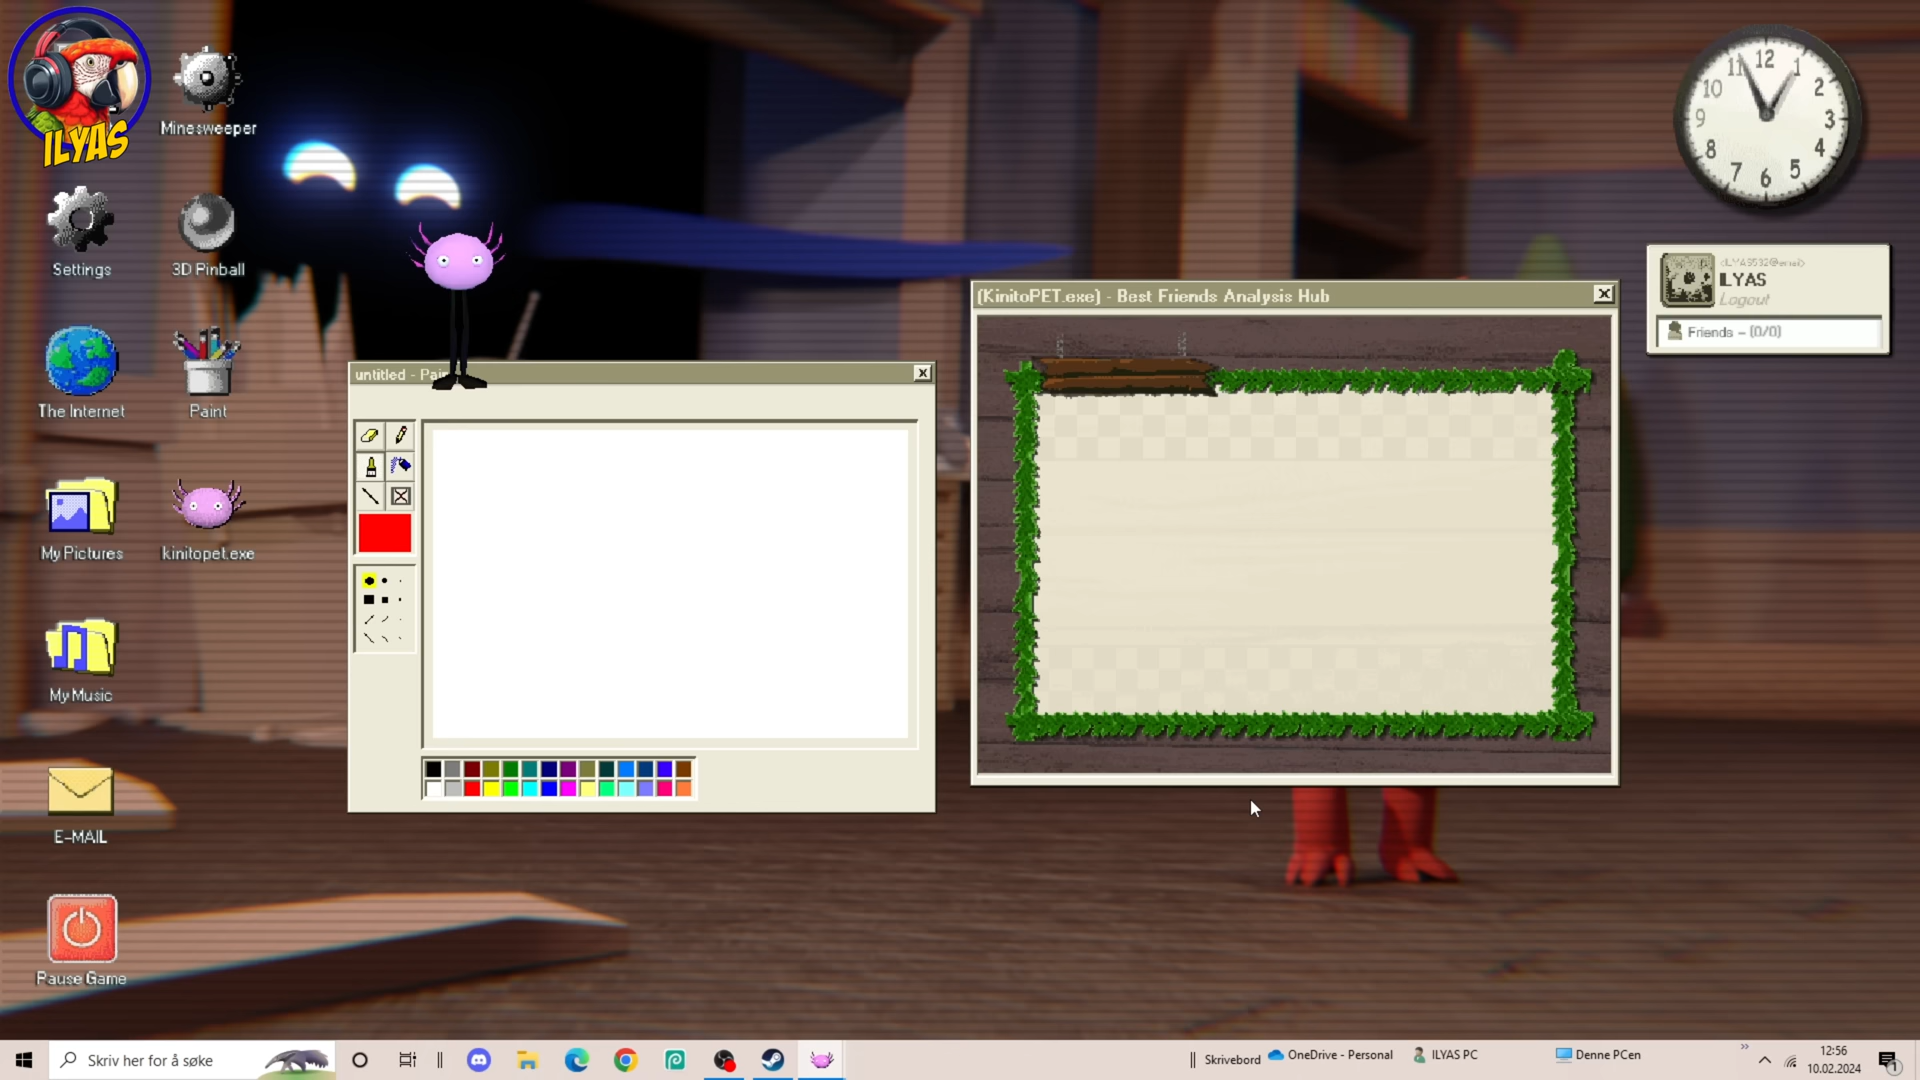 ILYAS
Minesweeper
Settings
3D Pinball
The Internet
Paint
My Pictures
kinitopet.exe
My Music
E-MAIL
Pause Game
untitled - Pai
(KinitoPET.exe) - Best Friends Analysis Hub
12
1
2
3
4
5
6
7
8
9
10
11
ILYAS
Logout
Friends - (0/0)
Skriv her for å søke
Skrivebord
OneDrive - Personal
ILYAS PC
Denne PCen
12:56
10.02.2024
1